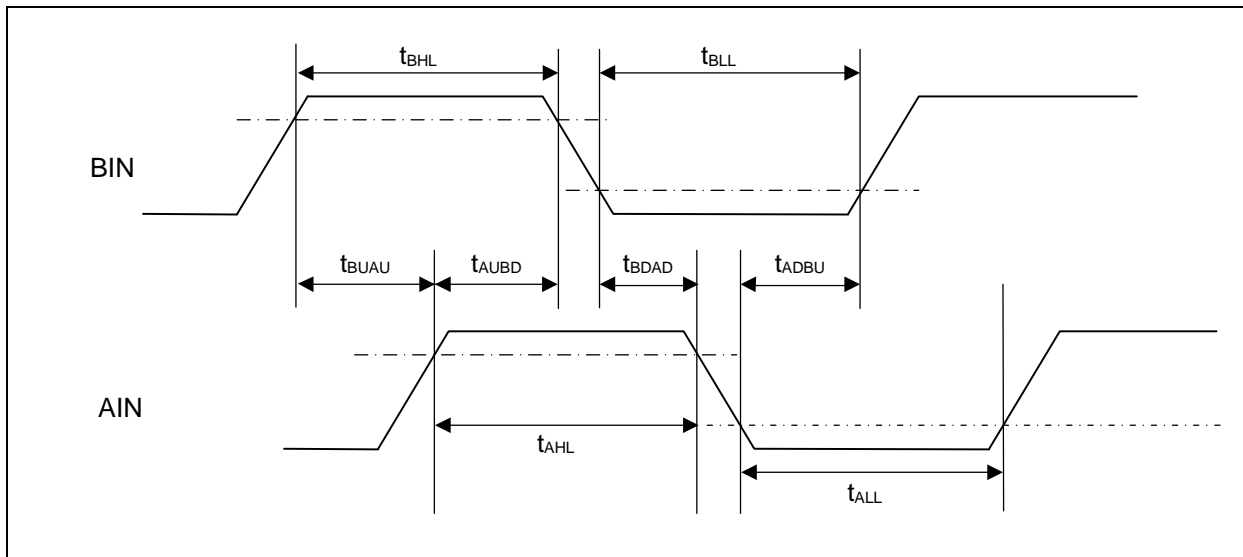 tBHL tBLL
BIN
tBUAU tAUBD tBDAD tADBU
AIN
tAHL
tALL